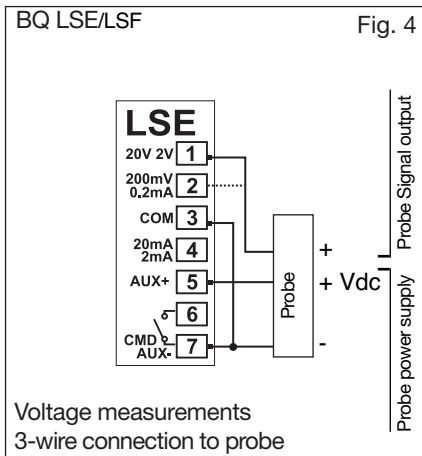 BQ LSE/LSF
Fig. 4
LSE
20V 2V 1
200mV
0.2mA 2
COM 3
20mA
2mA 4
AUX+ 5
6
CMD
AUX- 7
Probe
+
+ Vdc
-
Probe Signal output
Probe power supply
Voltage measurements
3-wire connection to probe